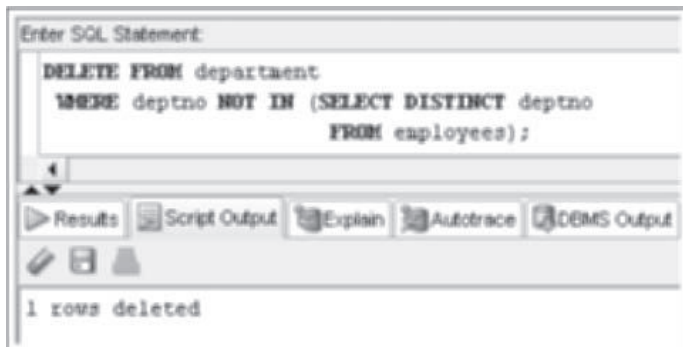 Enter SQL Statement:
DELETE FROM department
WHERE deptno NOT IN (SELECT DISTINCT deptno
FROM employees);
Results Script Output Explain Autotrace DBMS Output
1 rows deleted